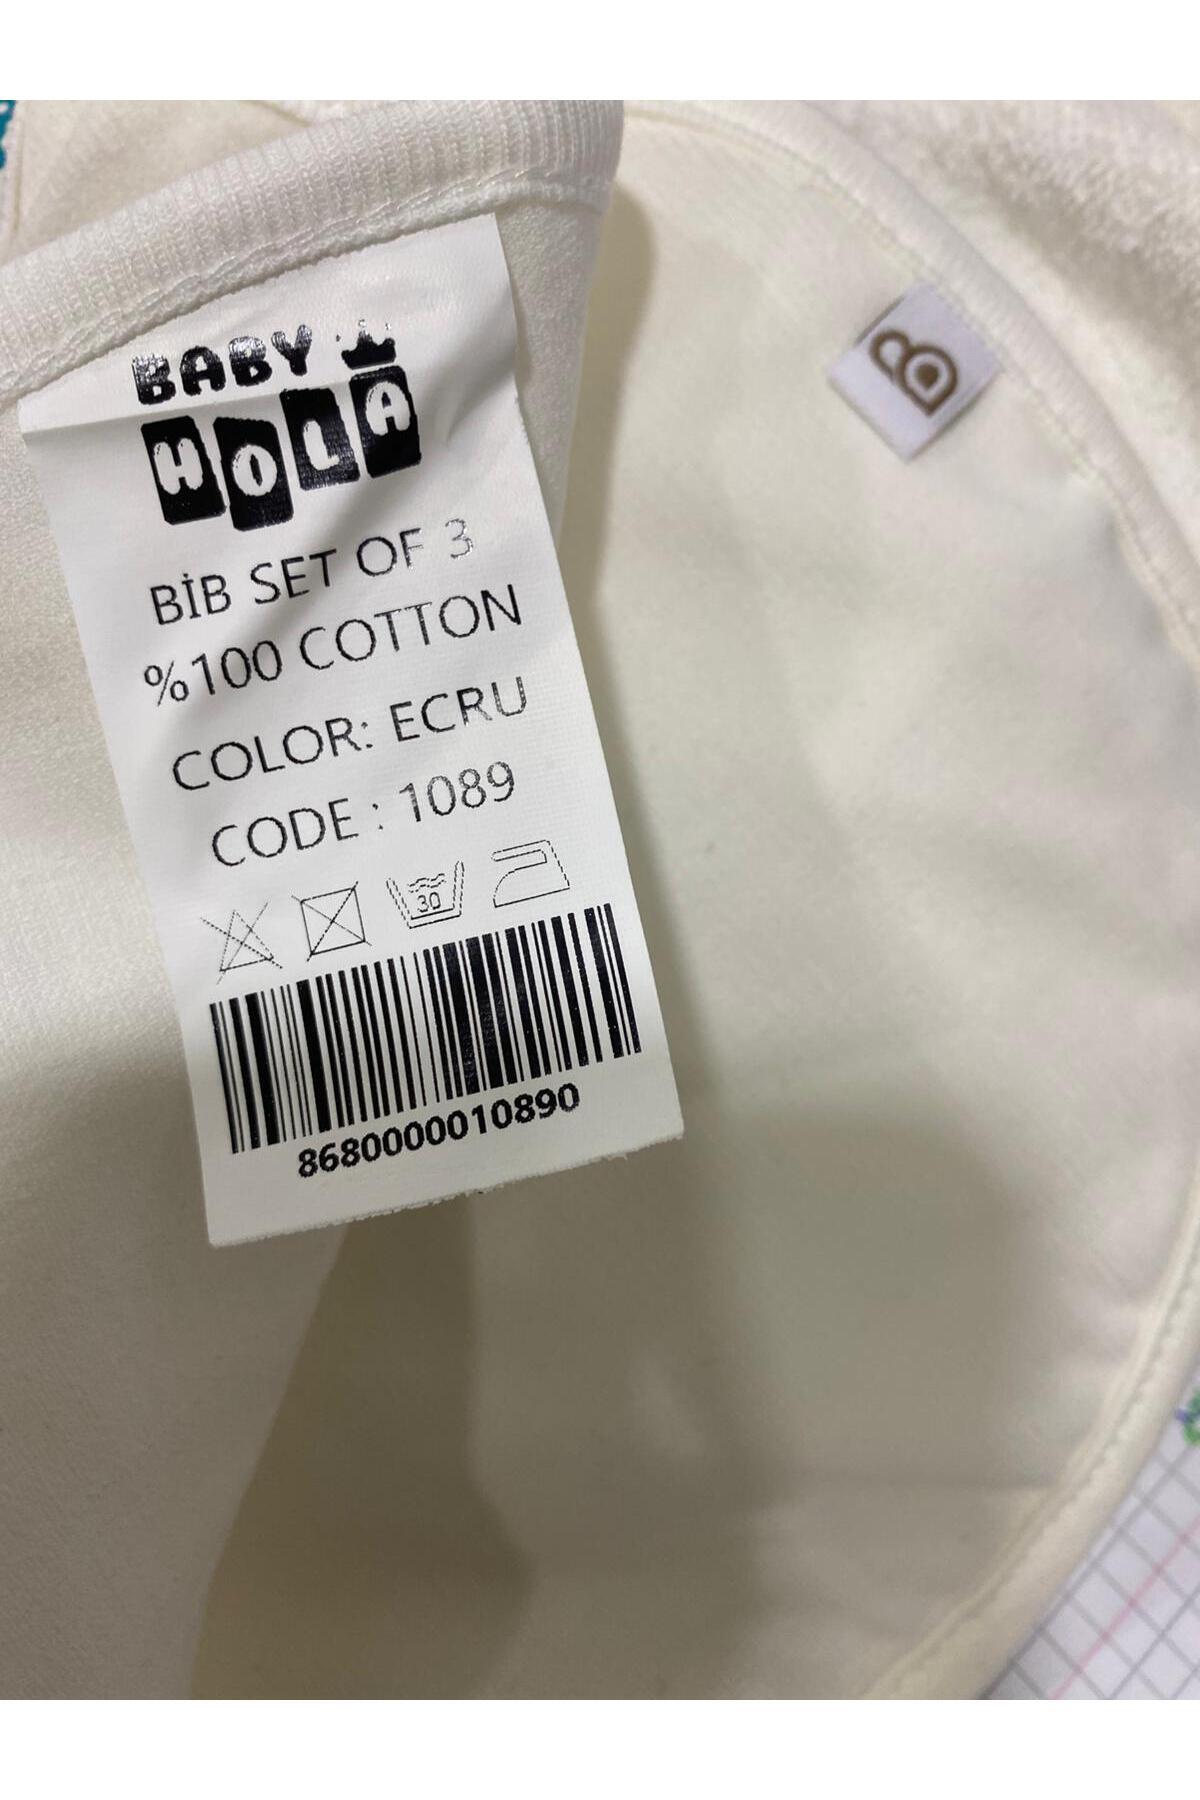 BABY
HOLA
BİB SET OF 3
%100 COTTON
COLOR: ECRU
CODE : 1089
30
8680000010890
B